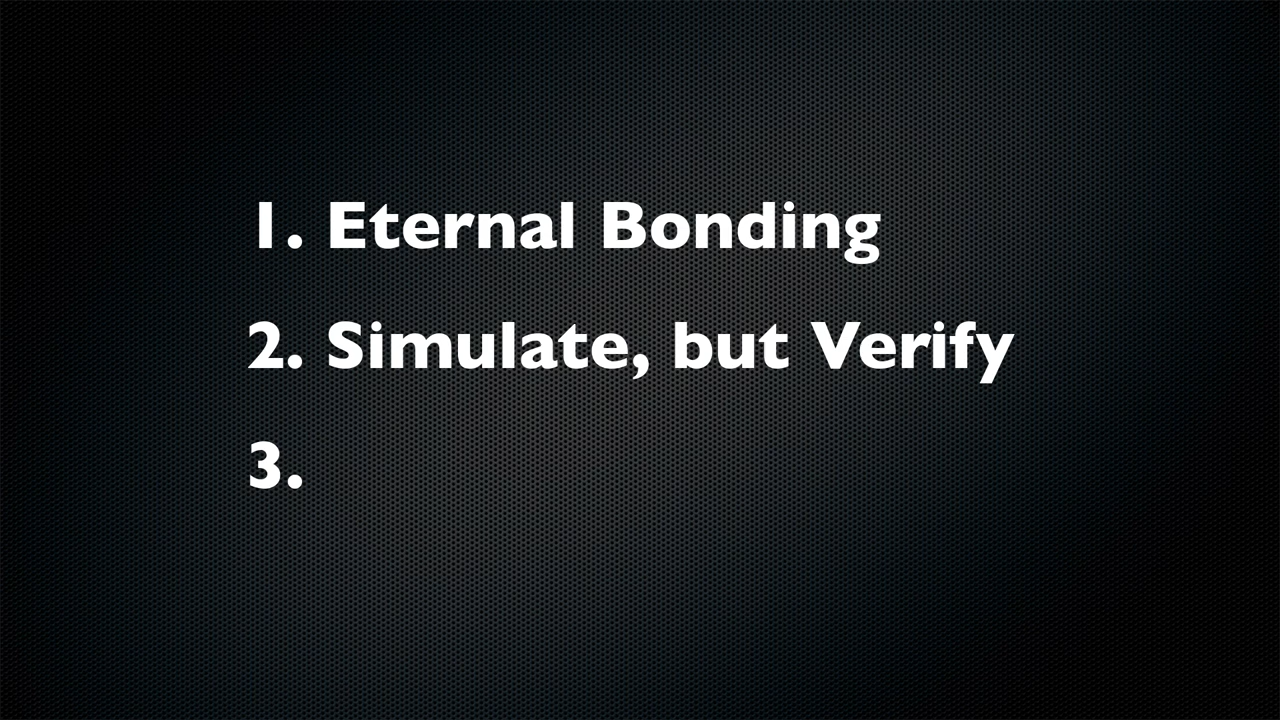 1. Eternal Bonding
2. Simulate, but Verify
3.